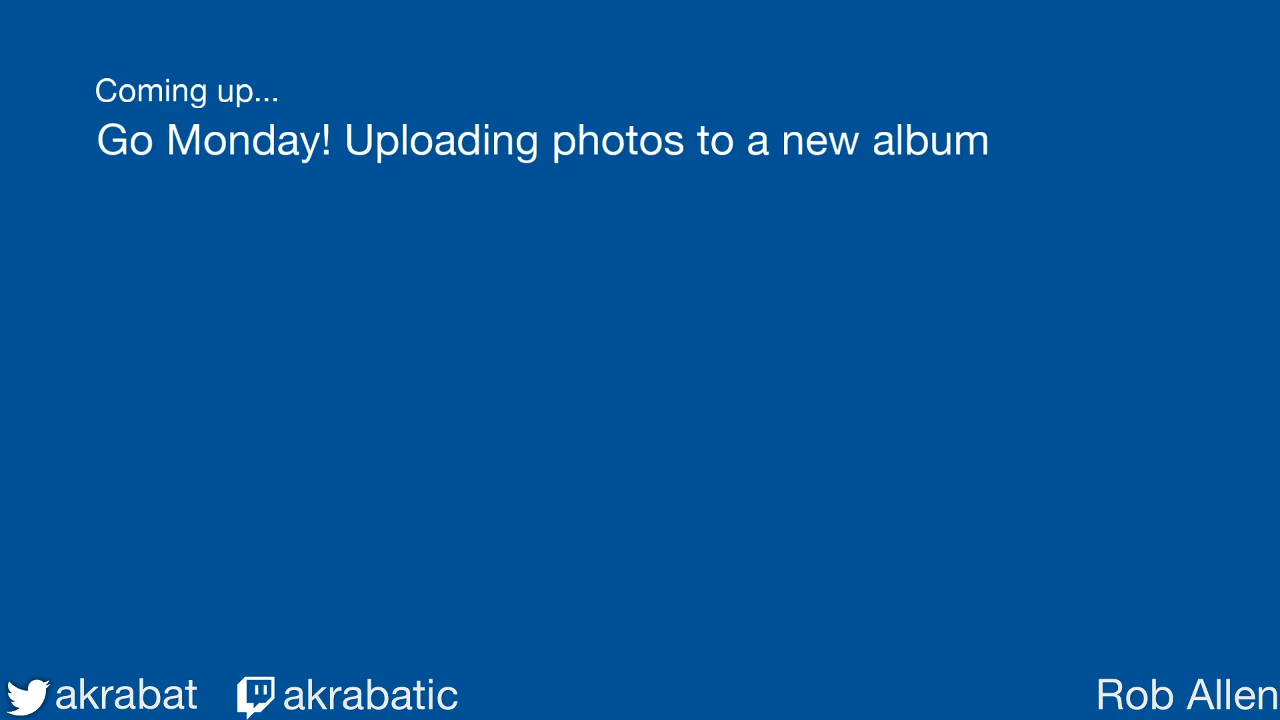 Coming up...
Go Monday! Uploading photos to a new album
akrabat akrabatic Rob Allen